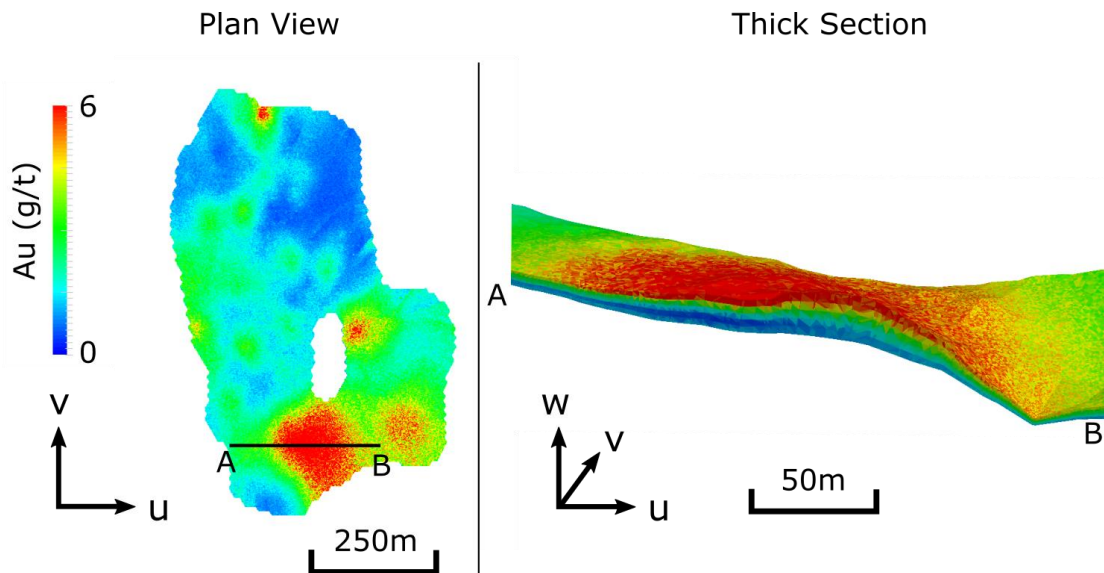 Plan View
Thick Section
Au (g/t)
6
0
v
u
A
B
250m
A
B
w
v
u
50m